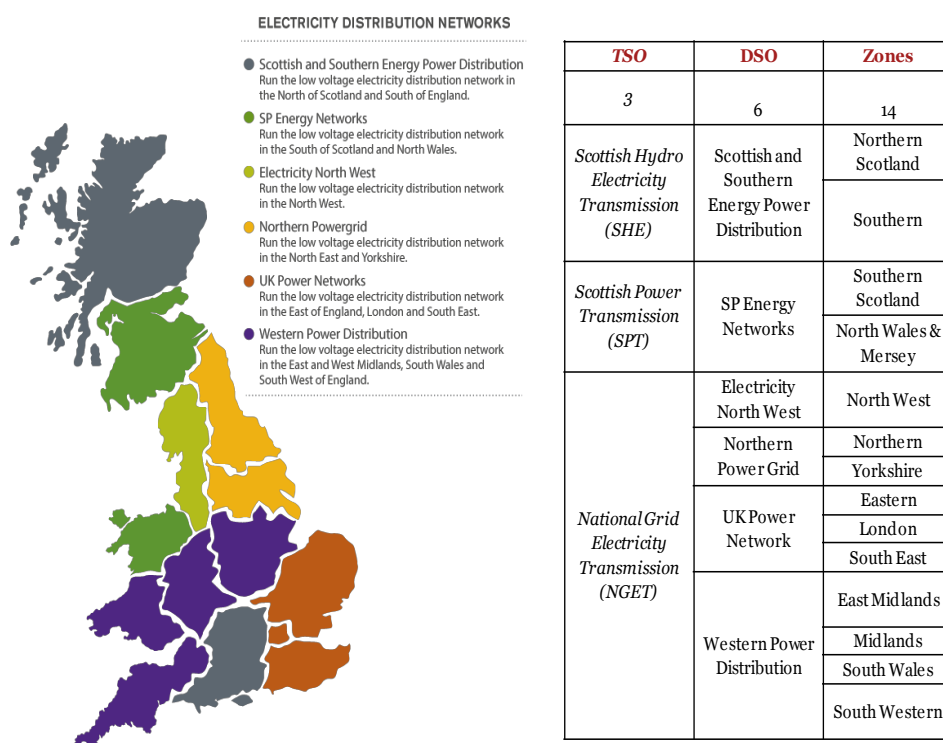 ELECTRICITY DISTRIBUTION NETWORKS
Scottish and Southern Energy Power Distribution
Run the low voltage electricity distribution network in
the North of Scotland and South of England.
SP Energy Networks
Run the low voltage electricity distribution network
in the South of Scotland and North Wales.
Electricity North West
Run the low voltage electricity distribution network
in the North West.
Northern Powergrid
Run the low voltage electricity distribution network
in the North East and Yorkshire.
UK Power Networks
Run the low voltage electricity distribution network
in the East of England, London and South East.
Western Power Distribution
Run the low voltage electricity distribution network
in the East and West Midlands, South Wales and
South West of England.
TSO DSO Zones
3 6 14
Scottish Hydro
Electricity
Transmission
(SHE)
Scottish and
Southern
Energy Power
Distribution
Northern
Scotland
Southern
Scottish Power
Transmission
(SPT)
SP Energy
Networks
Southern
Scotland
North Wales &
Mersey
National Grid
Electricity
Transmission
(NGET)
Electricity
North West
North West
Northern
Power Grid
Northern
Yorkshire
UK Power
Network
Eastern
London
South East
Western Power
Distribution
East Midlands
Midlands
South Wales
South Western